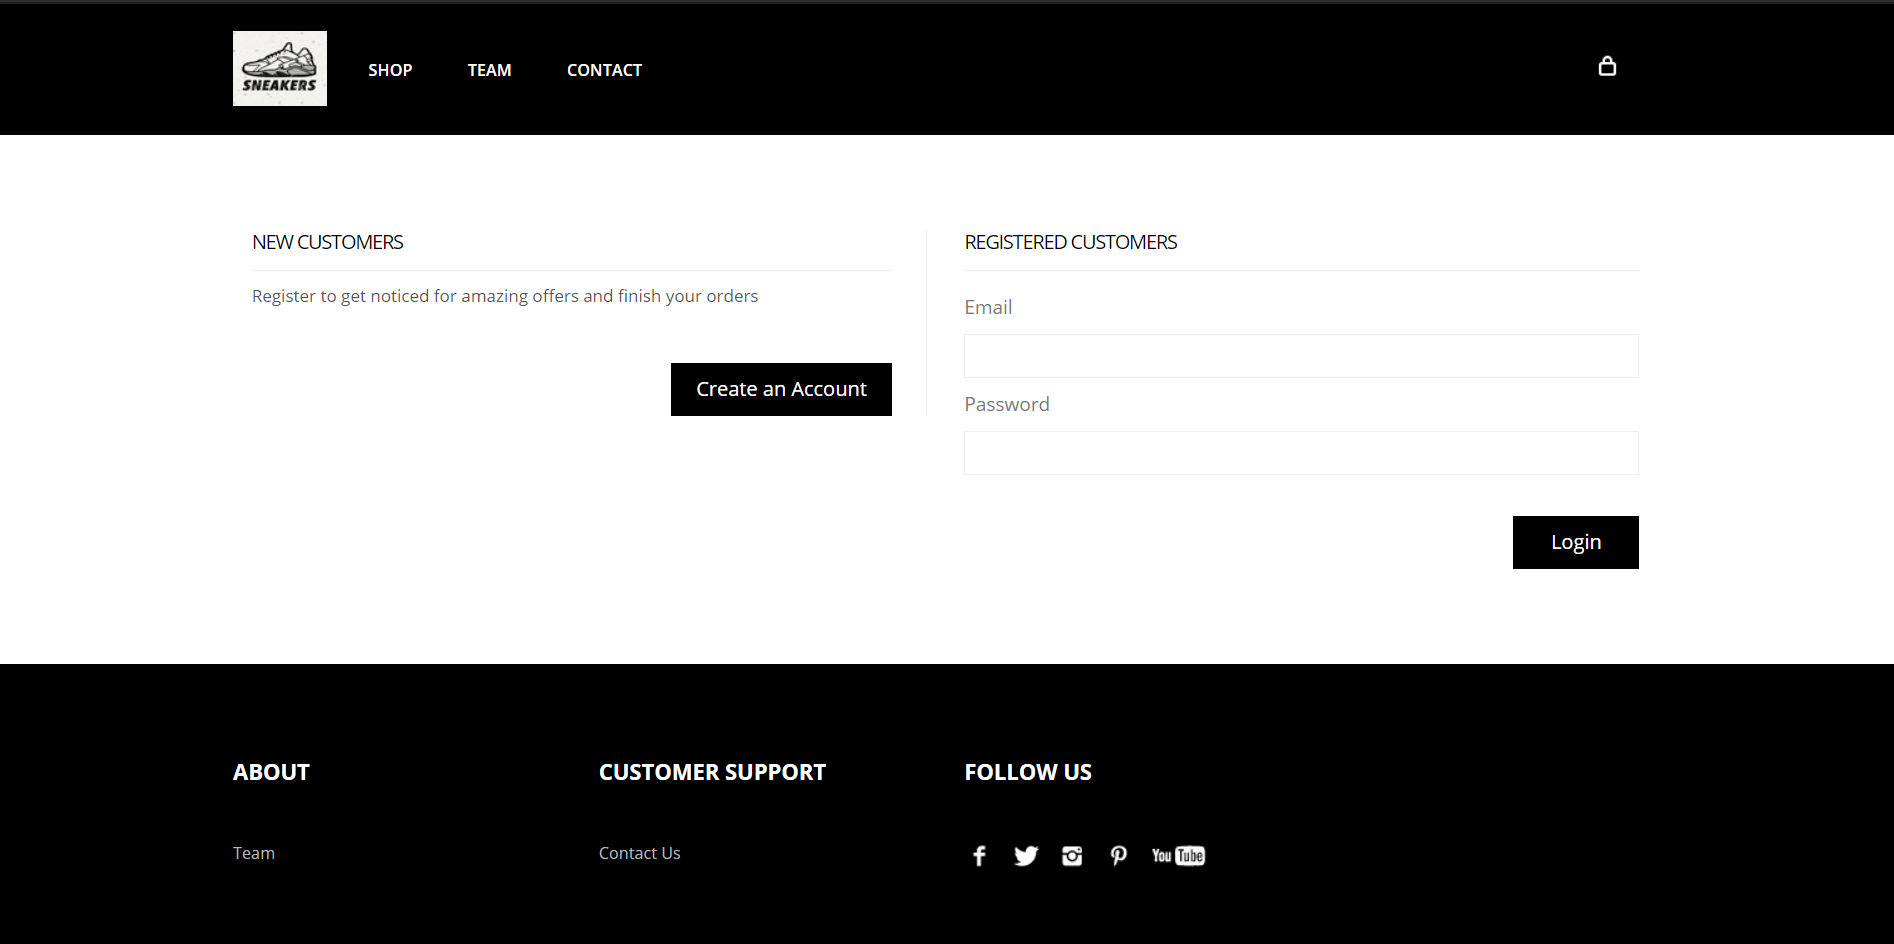 SNEAKERS
SHOP
TEAM
CONTACT
NEW CUSTOMERS
Register to get noticed for amazing offers and finish your orders
Create an Account
REGISTERED CUSTOMERS
Email
Password
Login
ABOUT
Team
CUSTOMER SUPPORT
Contact Us
FOLLOW US
You Tube